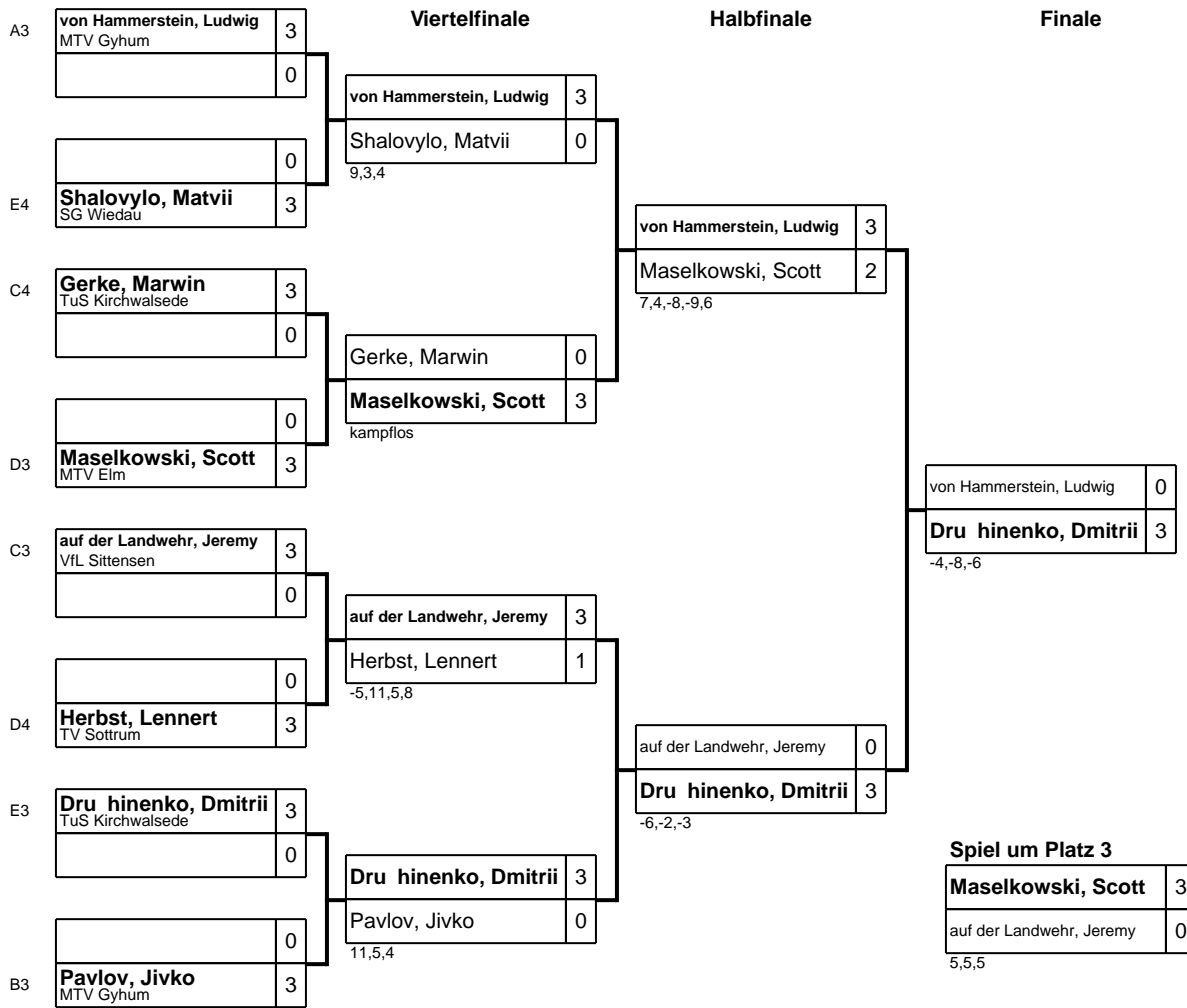 Viertelfinale
Halbfinale
Finale
A3
von Hammerstein, Ludwig 3
MTV Gyhum
0
0
E4
Shalovylo, Matvii 3
SG Wiedau
C4
Gerke, Marwin 3
TuS Kirchwalsede
0
0
D3
Maselkowski, Scott 3
MTV Elm
C3
auf der Landwehr, Jeremy 3
VfL Sittensen
0
0
D4
Herbst, Lennert 3
TV Sottrum
E3
Dru hinenko, Dmitrii 3
TuS Kirchwalsede
0
0
B3
Pavlov, Jivko 3
MTV Gyhum
von Hammerstein, Ludwig 3
Shalovylo, Matvii 0
9,3,4
Gerke, Marwin 0
Maselkowski, Scott 3
kampflos
auf der Landwehr, Jeremy 3
Herbst, Lennert 1
-5,11,5,8
Dru hinenko, Dmitrii 3
Pavlov, Jivko 0
11,5,4
von Hammerstein, Ludwig 3
Maselkowski, Scott 2
7,4,-8,-9,6
auf der Landwehr, Jeremy 0
Dru hinenko, Dmitrii 3
-6,-2,-3
von Hammerstein, Ludwig 0
Dru hinenko, Dmitrii 3
-4,-8,-6
Spiel um Platz 3
Maselkowski, Scott 3
auf der Landwehr, Jeremy 0
5,5,5